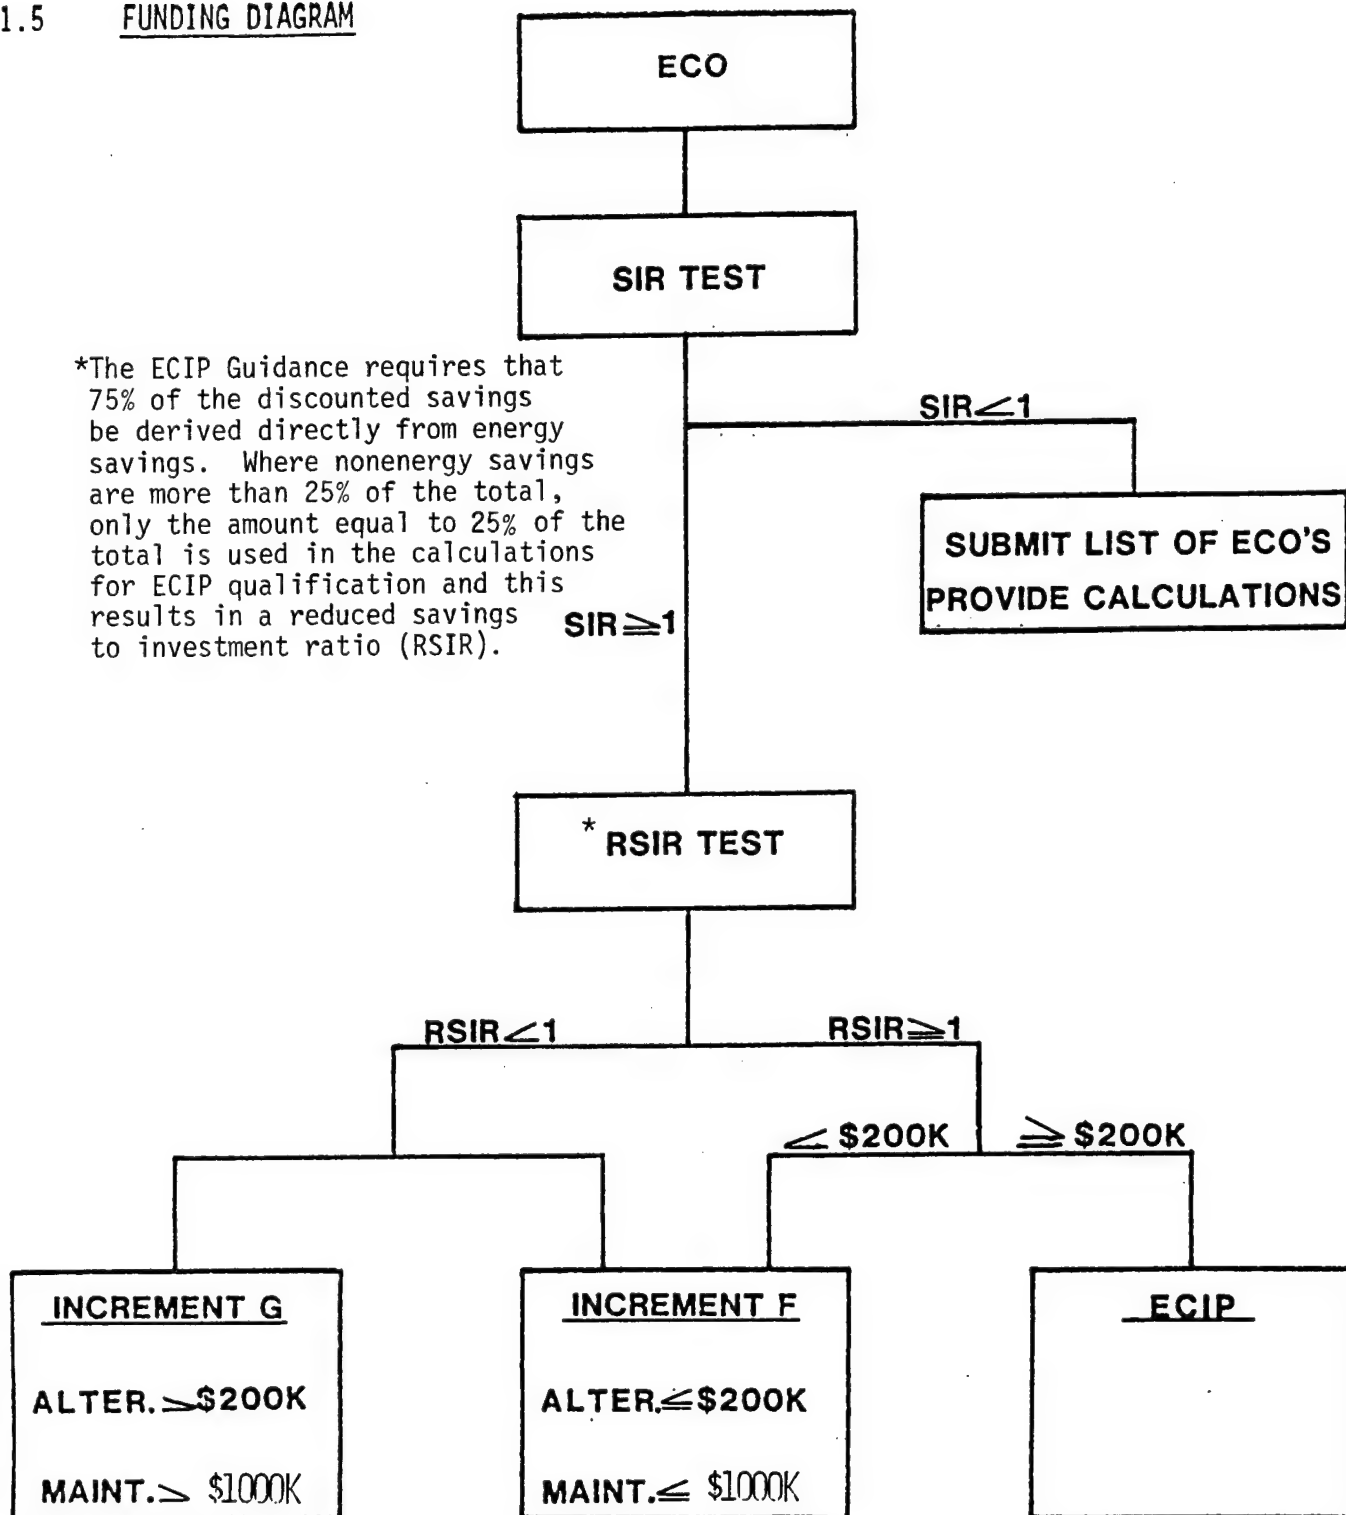 1.5 FUNDING DIAGRAM
ECO
SIR TEST
*The ECIP Guidance requires that
75% of the discounted savings
be derived directly from energy
savings. Where nonenergy savings
are more than 25% of the total,
only the amount equal to 25% of the
total is used in the calculations
for ECIP qualification and this
results in a reduced savings
to investment ratio (RSIR).
SIR<1
SUBMIT LIST OF ECO'S
PROVIDE CALCULATIONS
SIR≧1
* RSIR TEST
RSIR<1
RSIR≧1
< $200K
≧ $200K
INCREMENT G
ALTER.>$200K
MAINT.> $1000K
INCREMENT F
ALTER.≦$200K
MAINT.≦ $1000K
ECIP